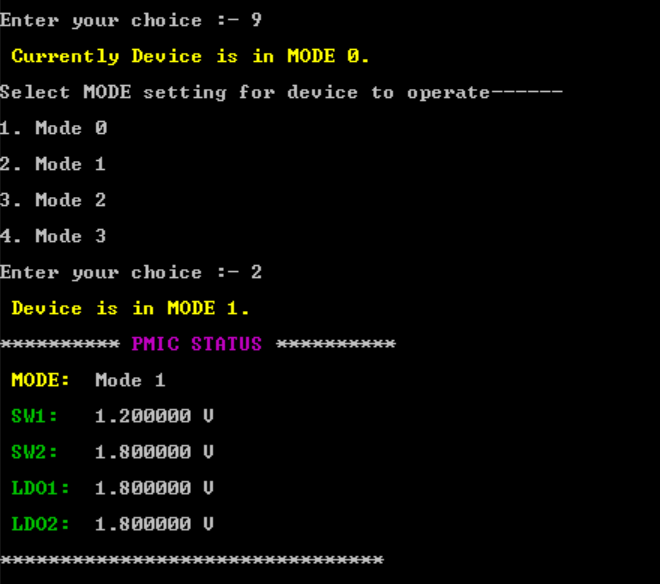 Enter your choice :- 9
Currently Device is in MODE 0.
Select MODE setting for device to operate------
1. Mode 0
2. Mode 1
3. Mode 2
4. Mode 3
Enter your choice :- 2
Device is in MODE 1.
********** PMIC STATUS **********
MODE: Mode 1
SW1: 1.200000 V
SW2: 1.800000 V
LDO1: 1.800000 V
LDO2: 1.800000 V
********************************